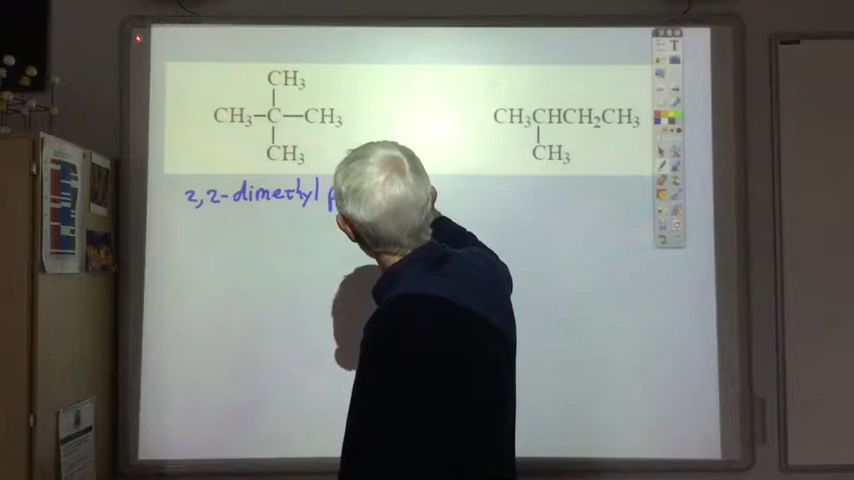 CH₃
CH₃—C—CH₃
CH₃
CH₃CHCH₂CH₃
CH₃
2,2-dimethyl p